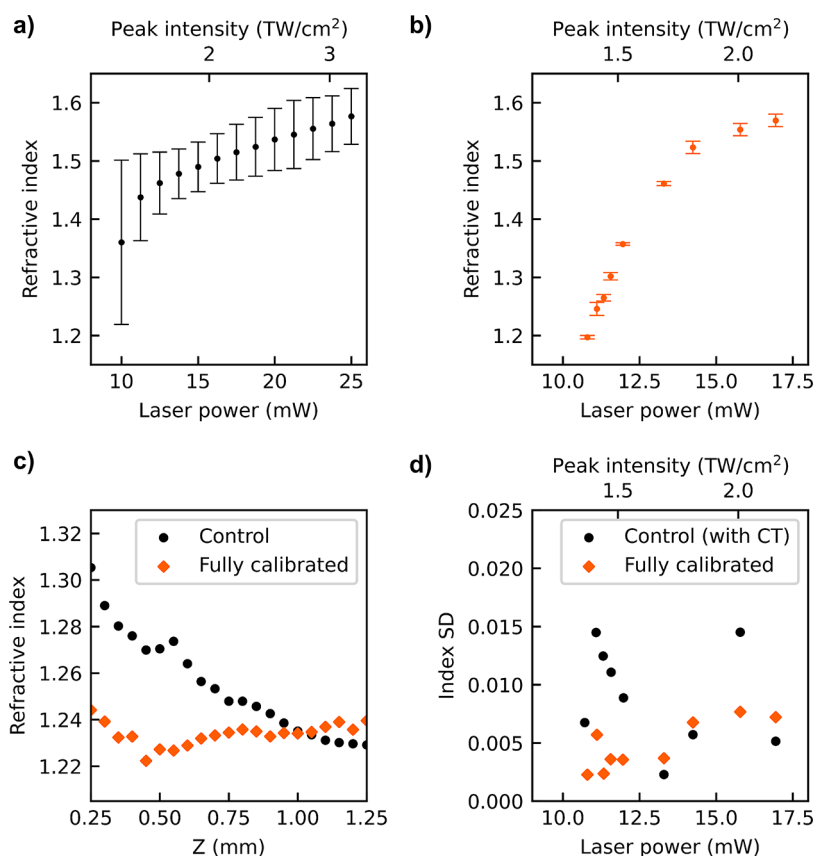 a)
Peak intensity (TW/cm²)
2 3
Refractive index
1.6
1.5
1.4
1.3
1.2
10 15 20 25
Laser power (mW)
b)
Peak intensity (TW/cm²)
1.5 2.0
Refractive index
1.6
1.5
1.4
1.3
1.2
10.0 12.5 15.0 17.5
Laser power (mW)
c)
Refractive index
1.32
1.30
1.28
1.26
1.24
1.22
Control
Fully calibrated
0.25 0.50 0.75 1.00 1.25
Z (mm)
d)
Peak intensity (TW/cm²)
1.5 2.0
Index SD
0.025
0.020
0.015
0.010
0.005
0.000
Control (with CT)
Fully calibrated
10.0 12.5 15.0 17.5
Laser power (mW)